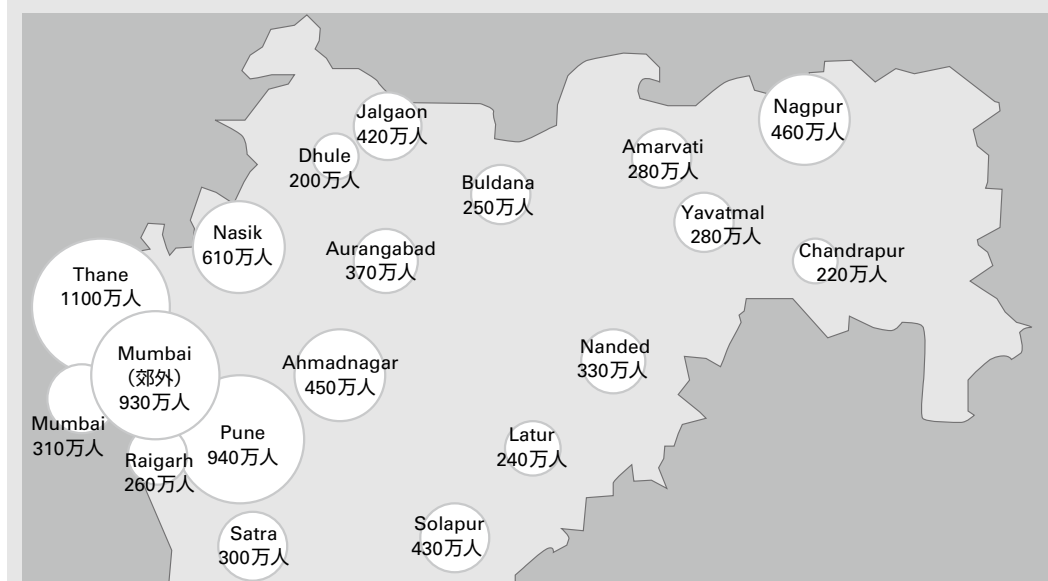 Jalgaon
420万人
Nagpur
460万人
Dhule
200万人
Amarvati
280万人
Buldana
250万人
Yavatmal
280万人
Nasik
610万人
Aurangabad
370万人
Chandrapur
220万人
Thane
1100万人
Mumbai
（郊外）
930万人
Ahmadnagar
450万人
Nanded
330万人
Mumbai
310万人
Pune
940万人
Raigarh
260万人
Latur
240万人
Satra
300万人
Solapur
430万人